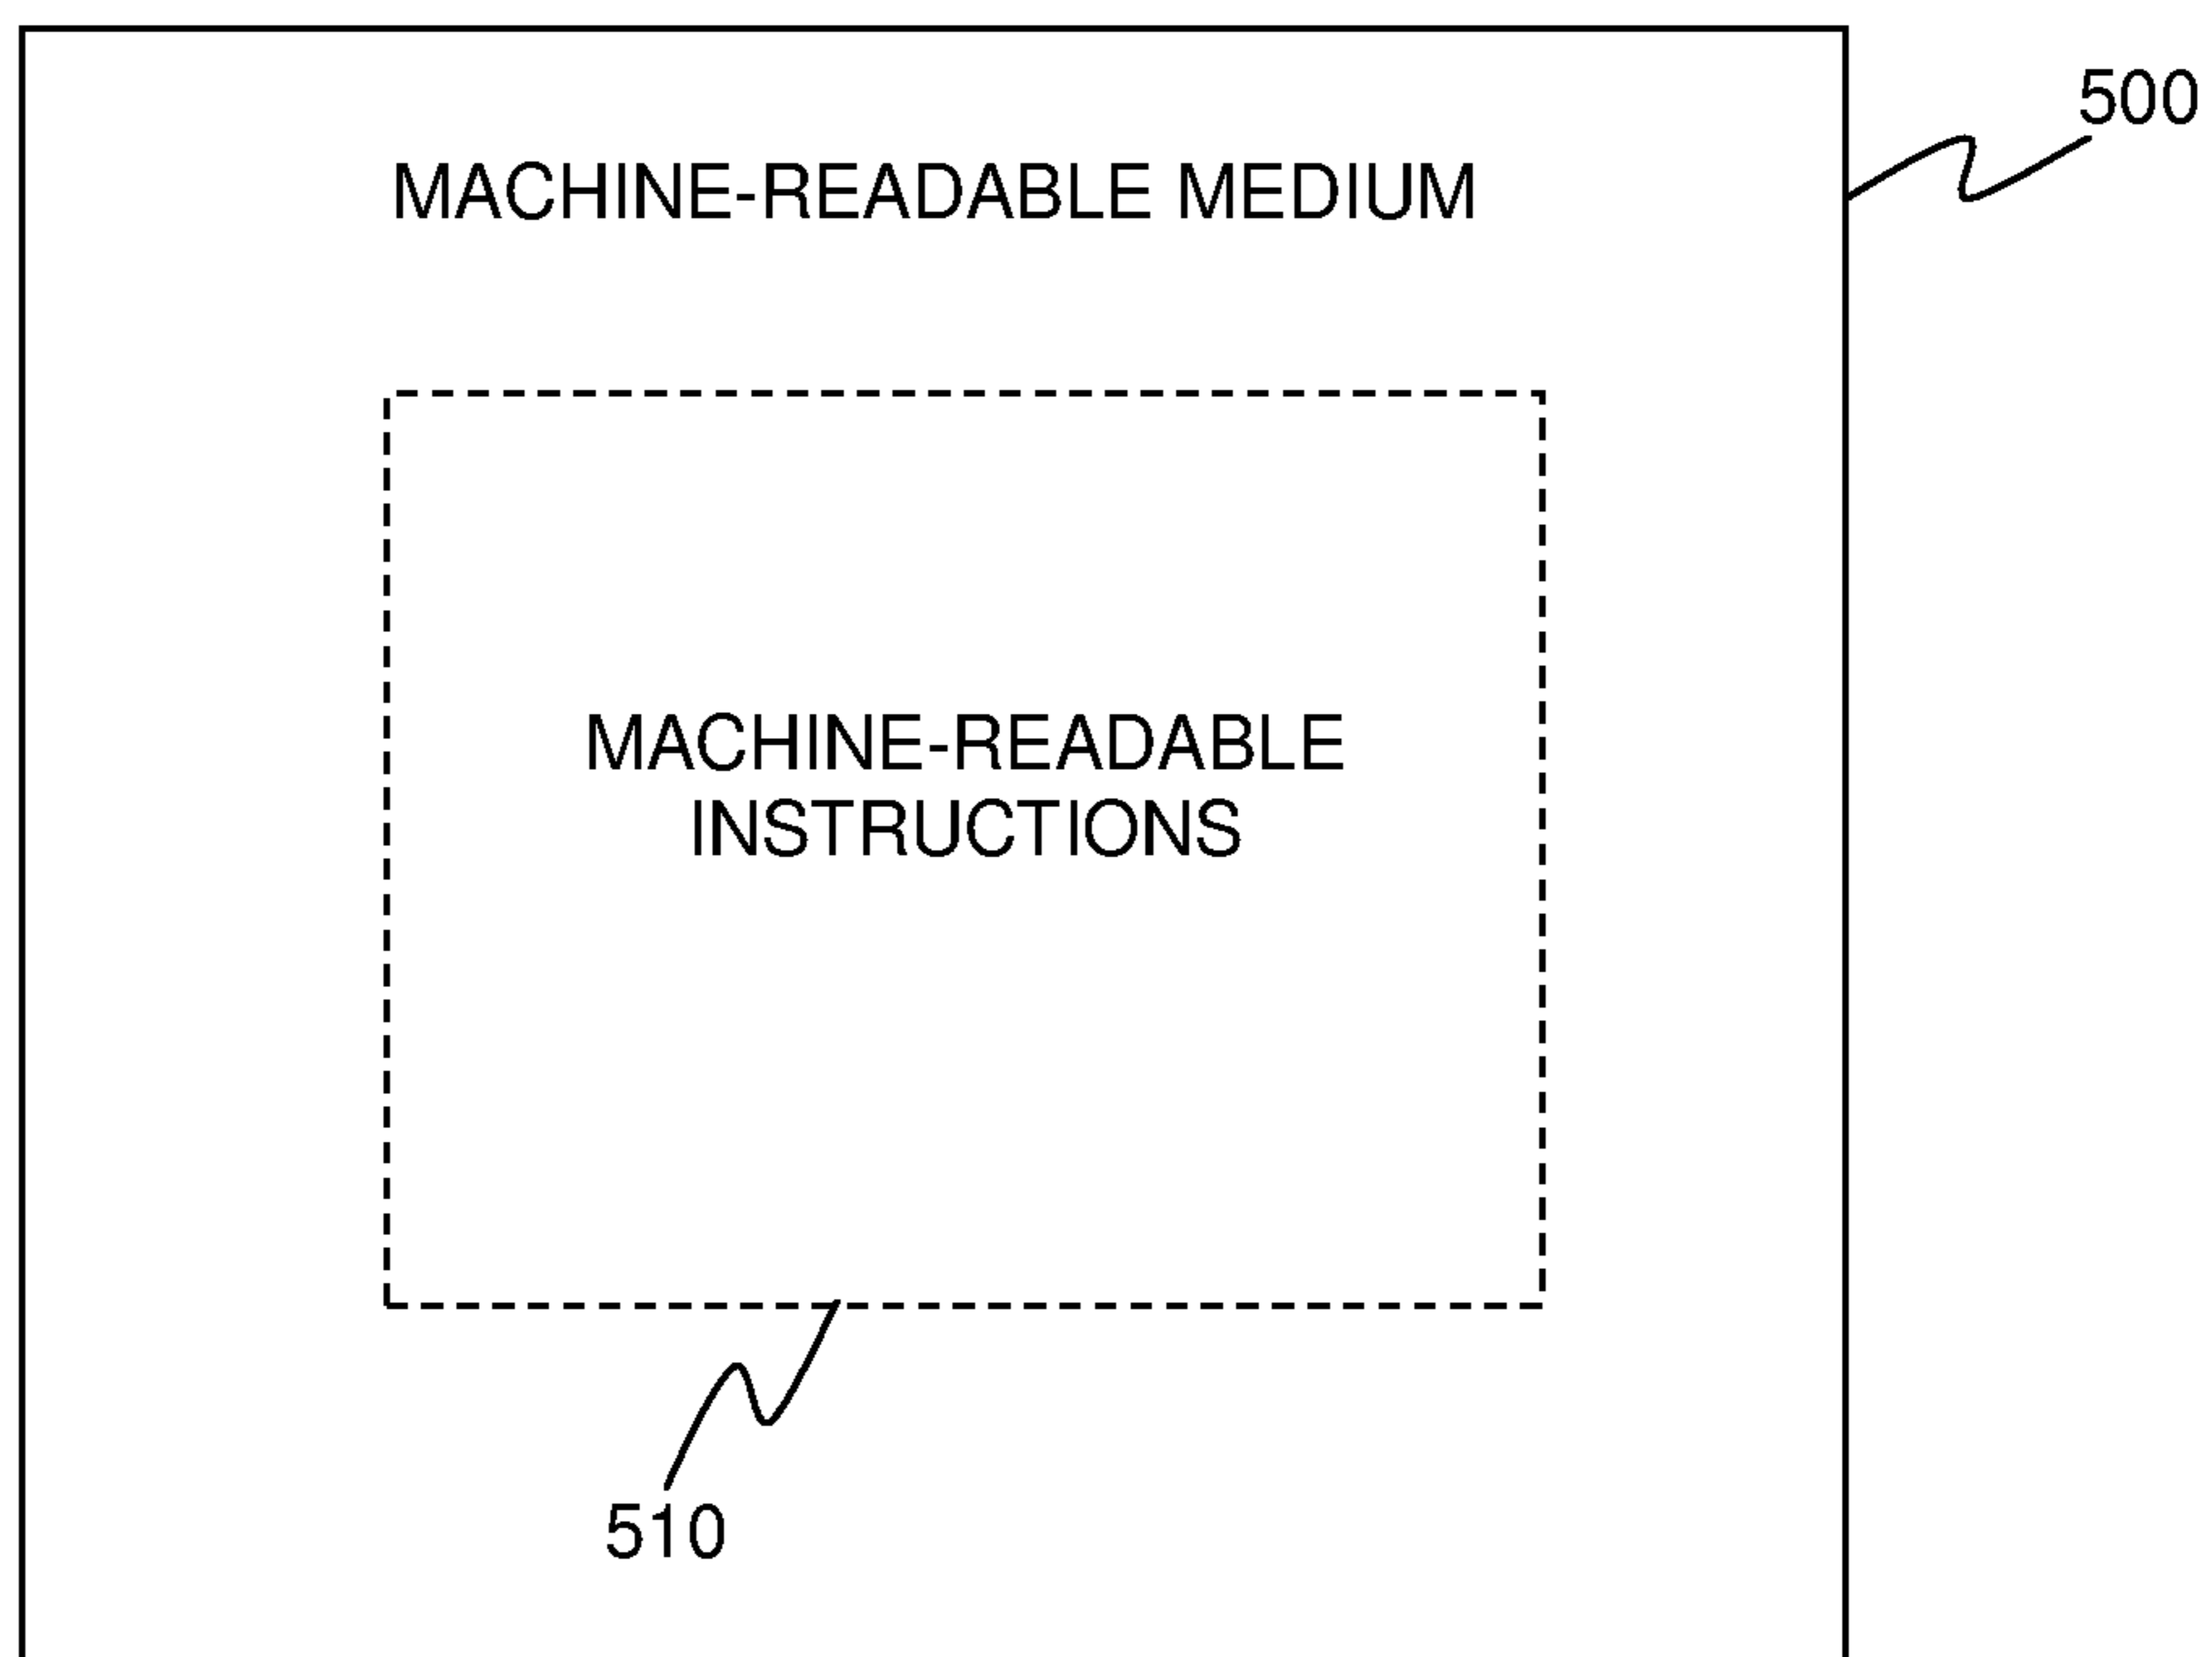 500
MACHINE-READABLE MEDIUM
MACHINE-READABLE
INSTRUCTIONS
510